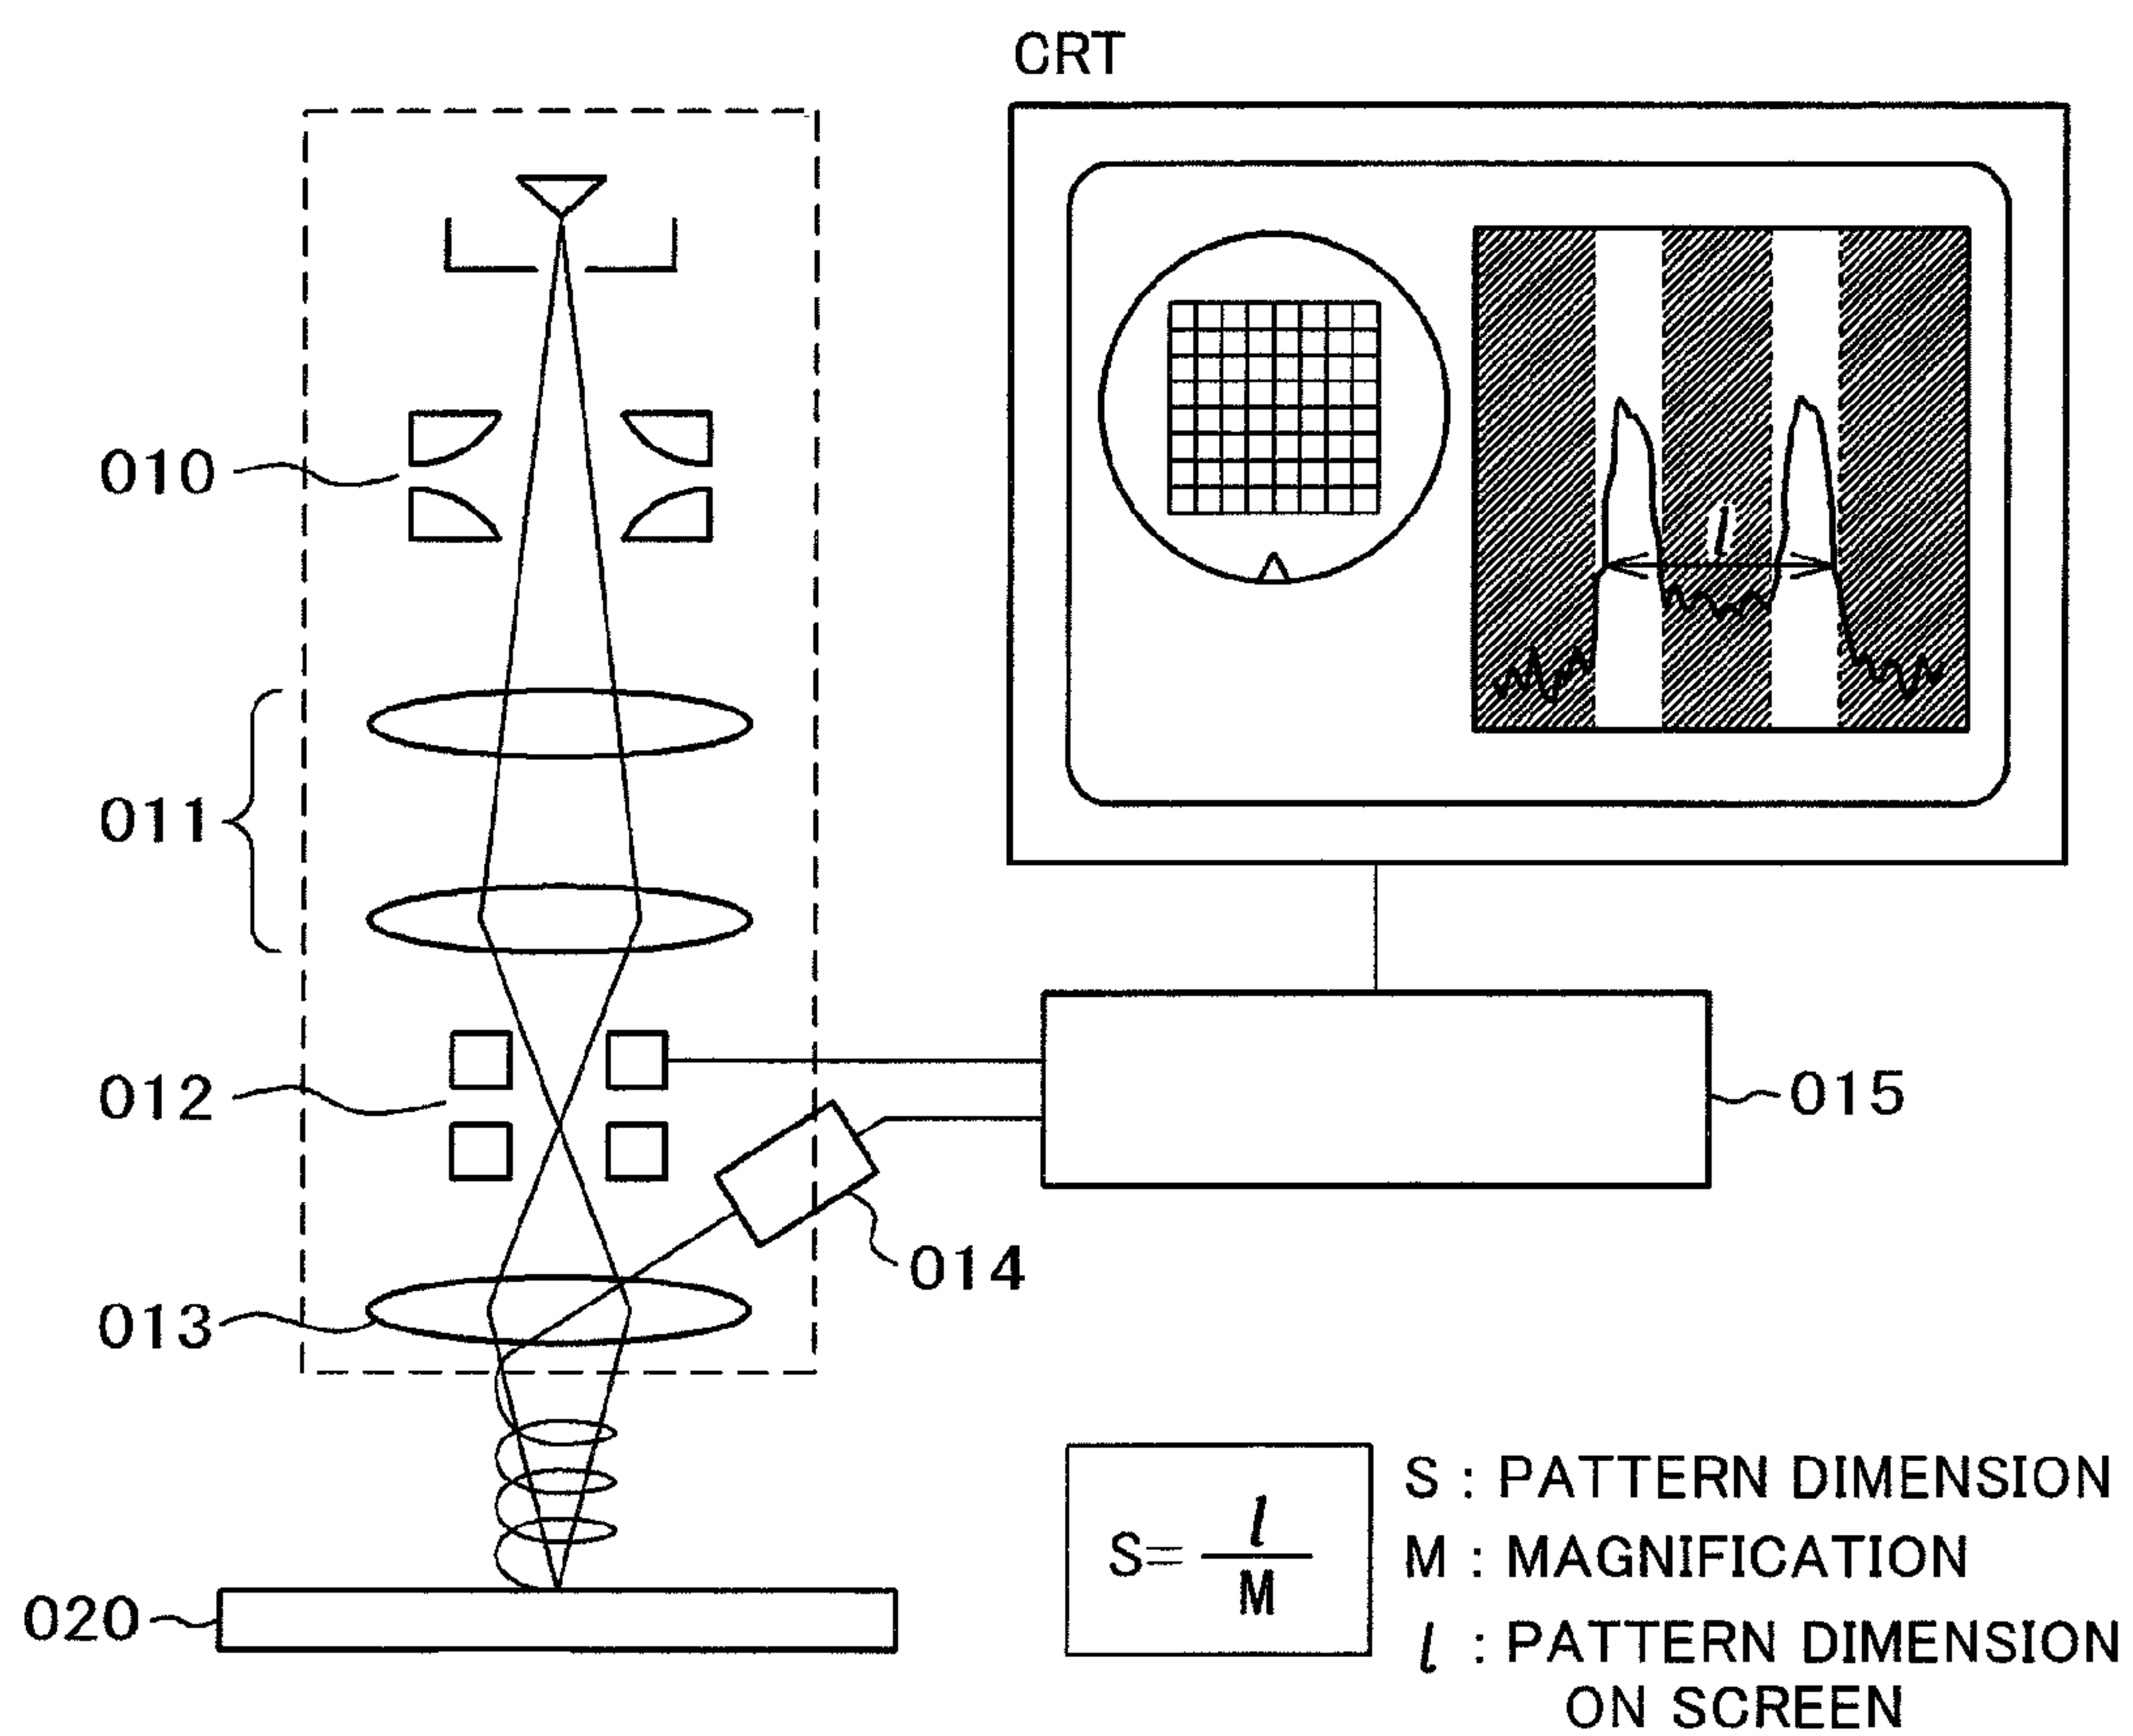 CRT
010
l
011
012
015
014
013
S= l/M
S : PATTERN DIMENSION
M : MAGNIFICATION
l : PATTERN DIMENSION
ON SCREEN
020